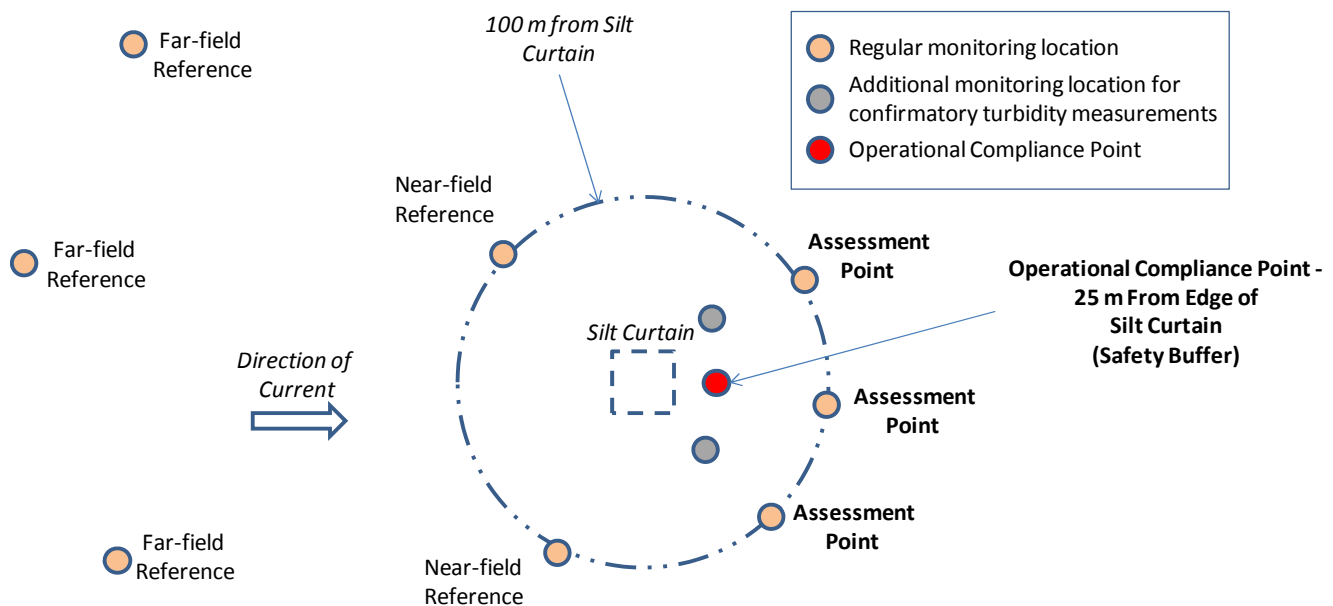 Far-field
Reference
100 m from Silt
Curtain
Regular monitoring location
Additional monitoring location for
confirmatory turbidity measurements
Operational Compliance Point
Near-field
Reference
Far-field
Reference
Assessment
Point
Operational Compliance Point -
25 m From Edge of
Silt Curtain
(Safety Buffer)
Silt Curtain
Direction of
Current
Assessment
Point
Assessment
Point
Far-field
Reference
Near-field
Reference